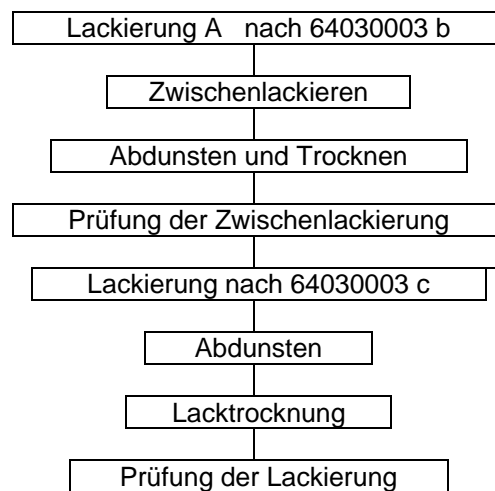 Lackierung A nach 64030003 b
Zwischenlackieren
Abdunsten und Trocknen
Prüfung der Zwischenlackierung
Lackierung nach 64030003 c
Abdunsten
Lacktrocknung
Prüfung der Lackierung